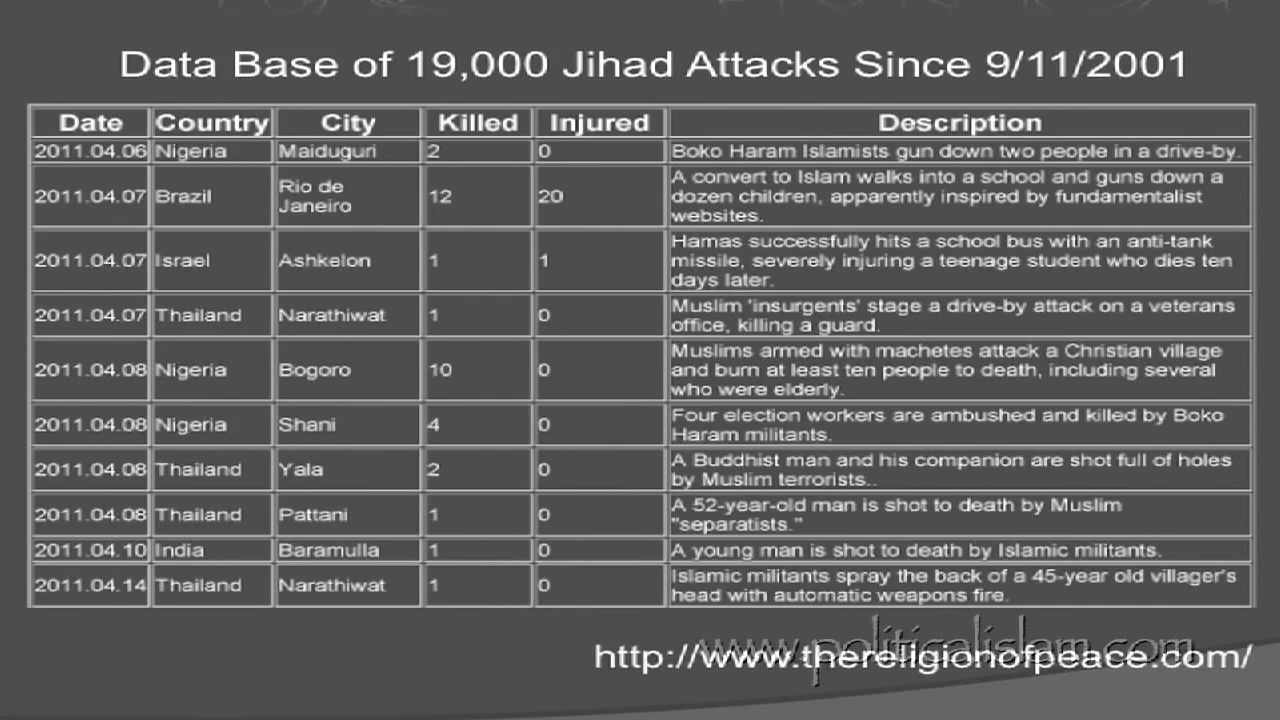 Data Base of 19,000 Jihad Attacks Since 9/11/2001
Date Country City Killed Injured Description
2011.04.06 Nigeria Maiduguri 2 0 Boko Haram Islamists gun down two people in a drive-by.
2011.04.07 Brazil Rio de Janeiro 12 20 A convert to Islam walks into a school and guns down a
dozen children, apparently inspired by fundamentalist
websites.
2011.04.07 Israel Ashkelon 1 1 Hamas successfully hits a school bus with an anti-tank
missile, severely injuring a teenage student who dies ten
days later.
2011.04.07 Thailand Narathiwat 1 0 Muslim 'insurgents' stage a drive-by attack on a veterans
office, killing a guard.
2011.04.08 Nigeria Bogoro 10 0 Muslims armed with machetes attack a Christian village
and burn at least ten people to death, including several
who were elderly.
2011.04.08 Nigeria Shani 4 0 Four election workers are ambushed and killed by Boko
Haram militants.
2011.04.08 Thailand Yala 2 0 A Buddhist man and his companion are shot full of holes
by Muslim terrorists..
2011.04.08 Thailand Pattani 1 0 A 52-year-old man is shot to death by Muslim
"separatists."
2011.04.10 India Baramulla 1 0 A young man is shot to death by Islamic militants.
2011.04.14 Thailand Narathiwat 1 0 Islamic militants spray the back of a 45-year old villager's
head with automatic weapons fire.
www.politicalislam.com
http://www.thereligionofpeace.com/